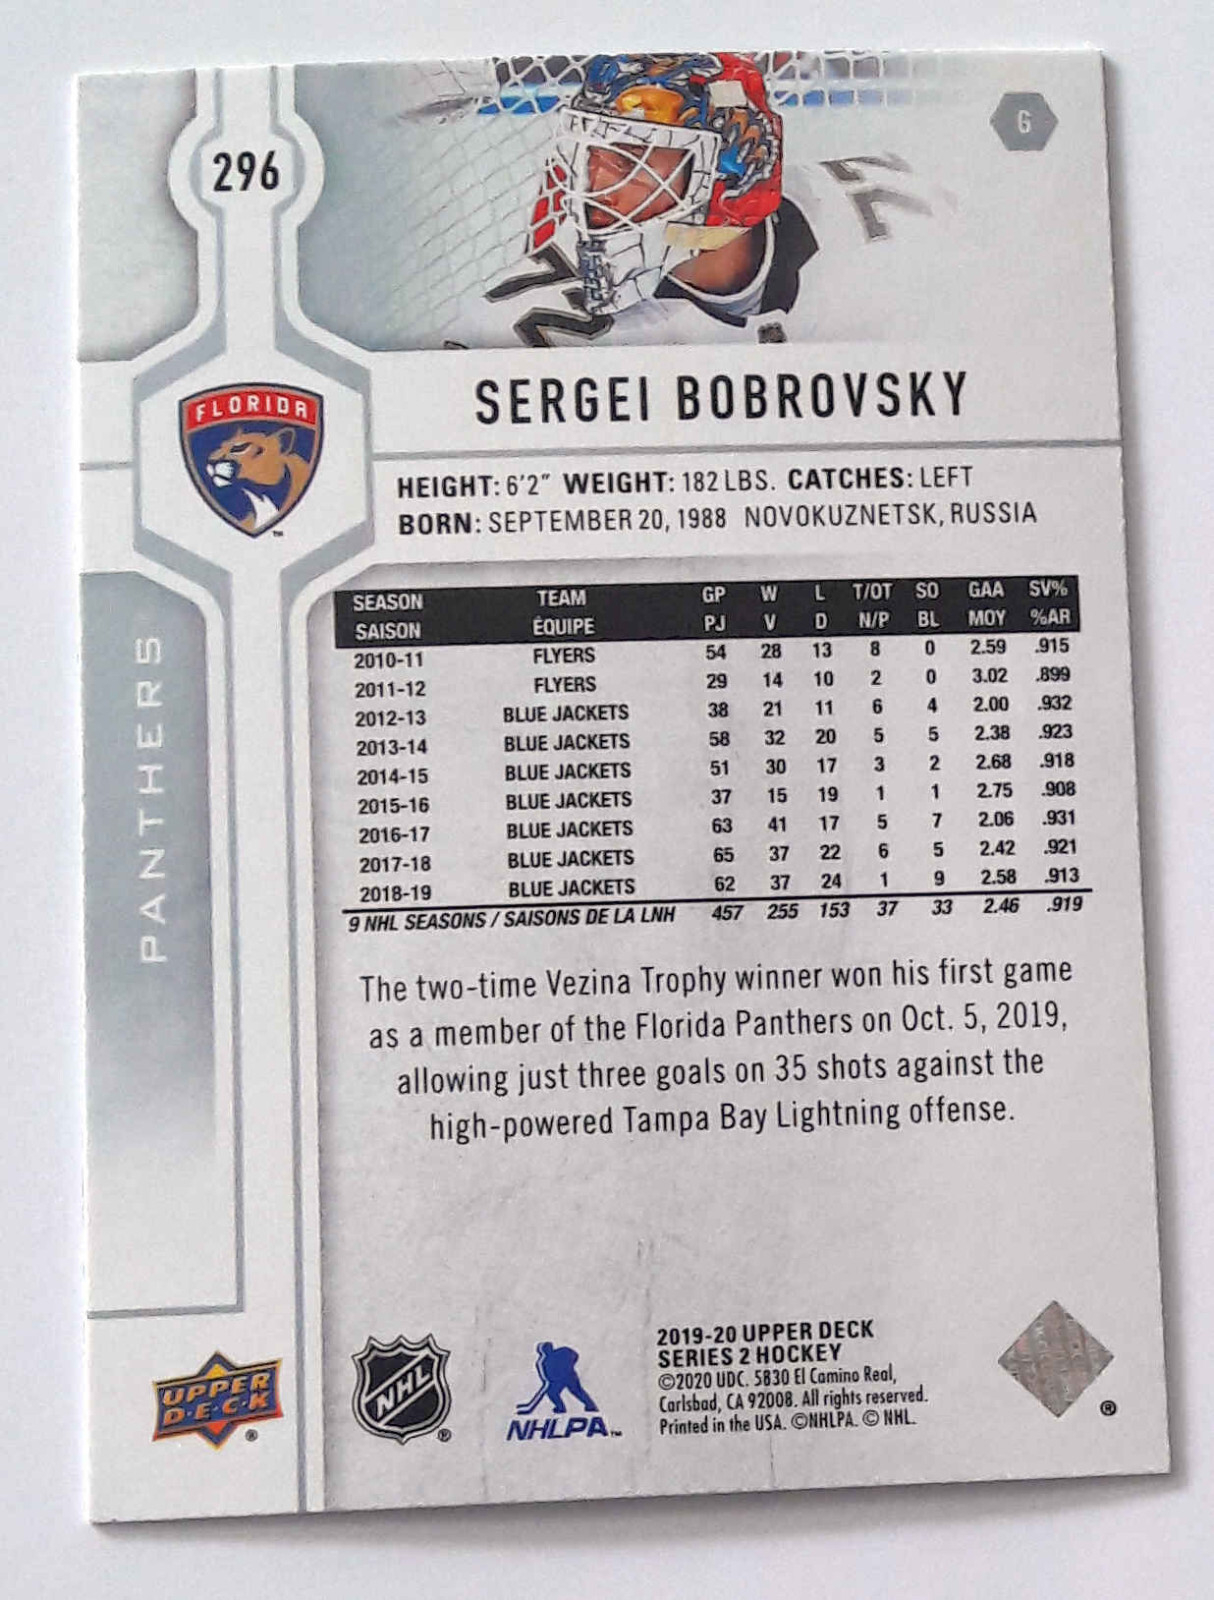 296
G
SERGEI BOBROVSKY
FLORIDA
HEIGHT: 6'2" WEIGHT: 182 LBS. CATCHES: LEFT
BORN: SEPTEMBER 20, 1988 NOVOKUZNETSK, RUSSIA
PANTHERS
SEASON TEAM GP W L T/OT SO GAA SV%
SAISON ÉQUIPE PJ V D N/P BL MOY %AR
2010-11 FLYERS 54 28 13 8 0 2.59 .915
2011-12 FLYERS 29 14 10 2 0 3.02 .899
2012-13 BLUE JACKETS 38 21 11 6 4 2.00 .932
2013-14 BLUE JACKETS 58 32 20 5 5 2.38 .923
2014-15 BLUE JACKETS 51 30 17 3 2 2.68 .918
2015-16 BLUE JACKETS 37 15 19 1 1 2.75 .908
2016-17 BLUE JACKETS 63 41 17 5 7 2.06 .931
2017-18 BLUE JACKETS 65 37 22 6 5 2.42 .921
2018-19 BLUE JACKETS 62 37 24 1 9 2.58 .913
9 NHL SEASONS / SAISONS DE LA LNH 457 255 153 37 33 2.46 .919
The two-time Vezina Trophy winner won his first game
as a member of the Florida Panthers on Oct. 5, 2019,
allowing just three goals on 35 shots against the
high-powered Tampa Bay Lightning offense.
UPPER
D·E·C·K
®
NHL
®
NHLPA™
2019-20 UPPER DECK
SERIES 2 HOCKEY
©2020 UDC. 5830 El Camino Real,
Carlsbad, CA 92008. All rights reserved.
Printed in the USA. ©NHLPA. © NHL.
®